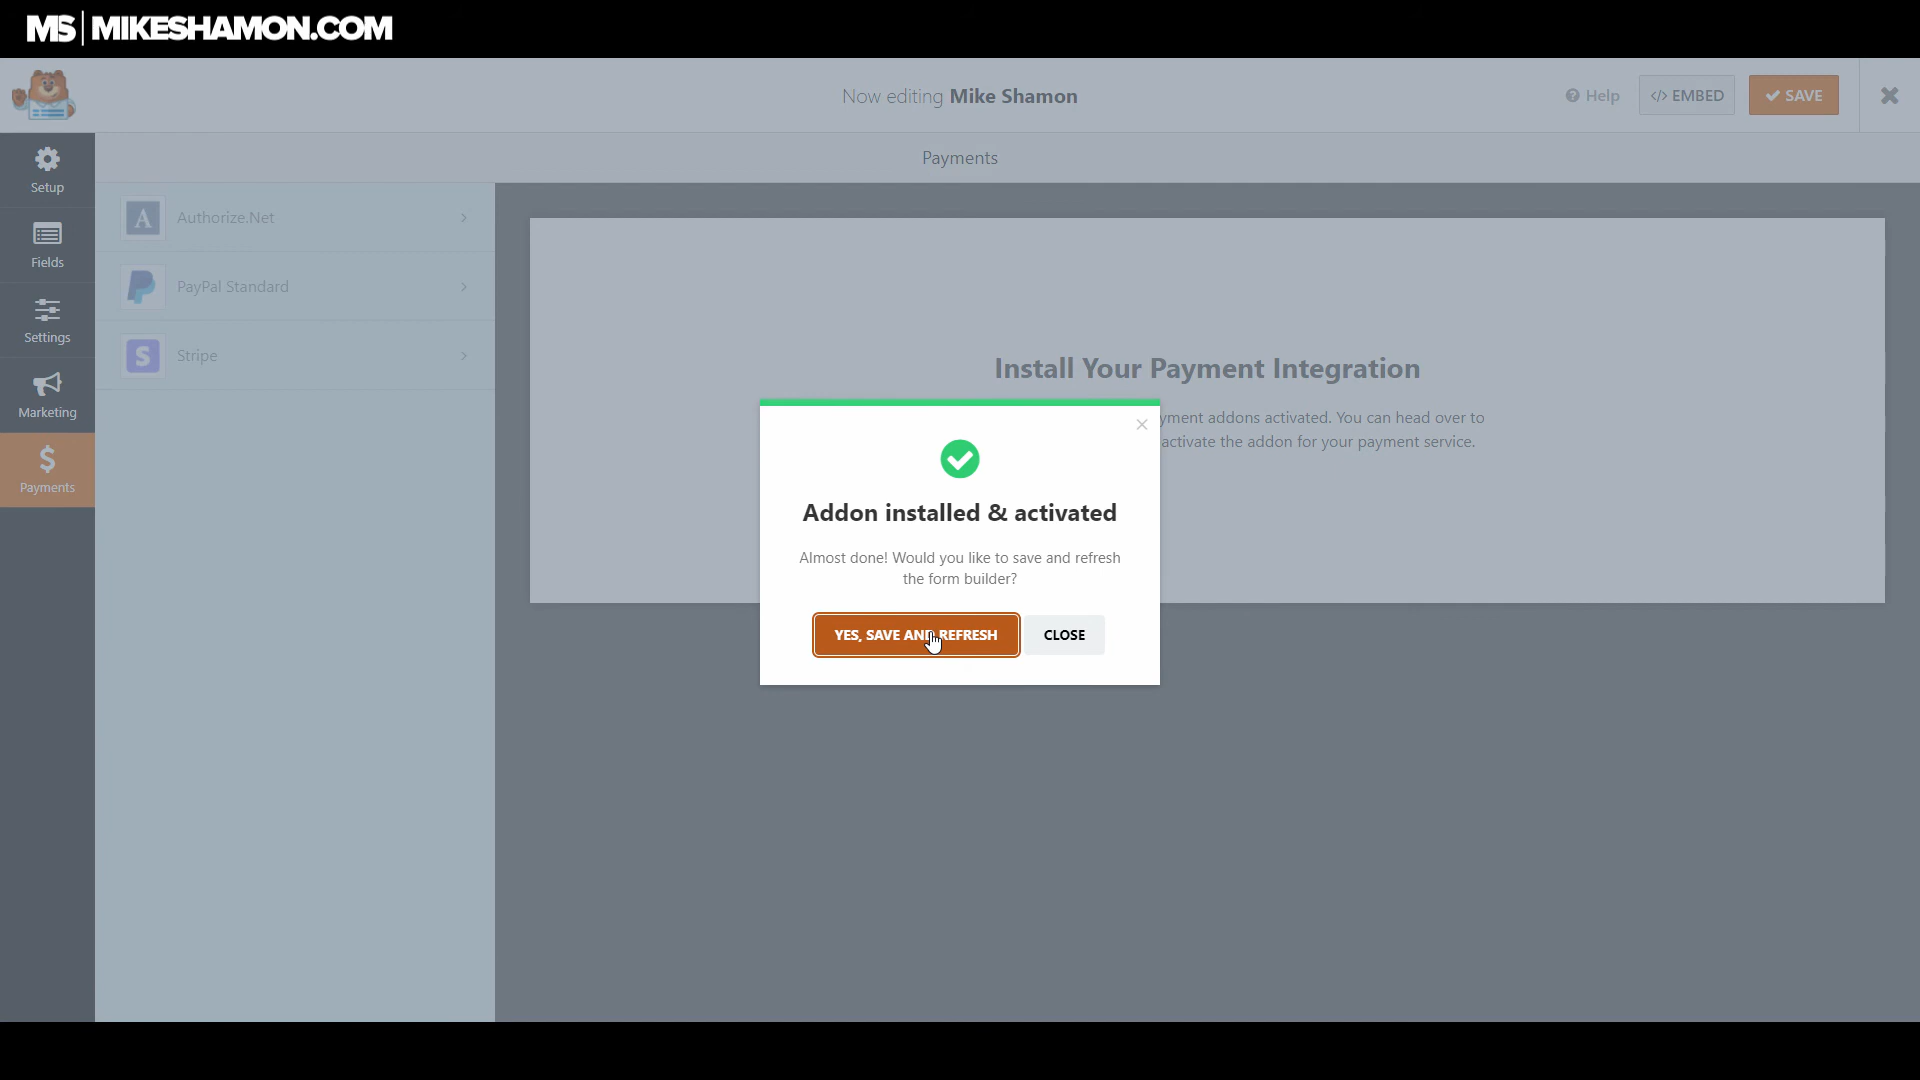 MS MIKESHAMON.COM
Now editing Mike Shamon
Help
</> EMBED
SAVE
Payments
Setup
Fields
Settings
Marketing
Payments
Authorize.Net
PayPal Standard
Stripe
Install Your Payment Integration
addons activated. You can head over to
activate the addon for your payment service.
Addon installed & activated
Almost done! Would you like to save and refresh
the form builder?
YES, SAVE AND REFRESH
CLOSE